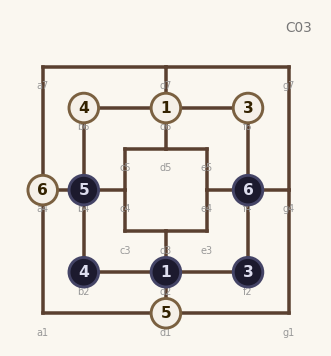 C03
a7 d7 g7
4 1 3
b6 d6 f6
c5 d5 e5
6 5 6
a4 b4 c4 e4 f4 g4
c3 d3 e3
4 1 3
b2 d2 f2
5
a1 d1 g1